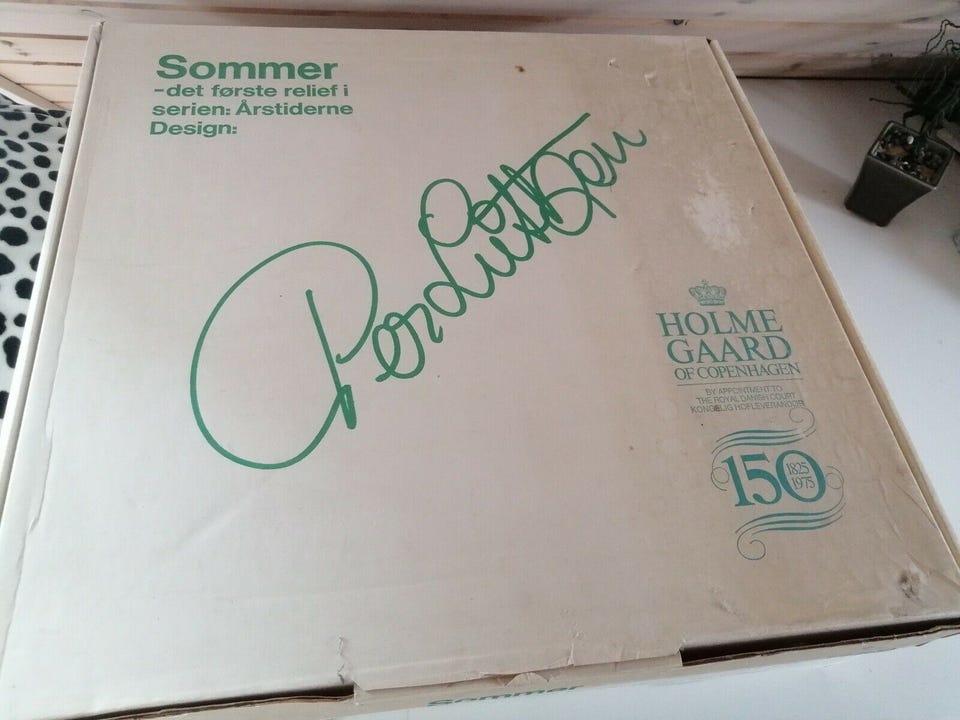 Sommer
-det første relief i
serien: Årstiderne
Design:
Per Lütken
HOLME
GAARD
OF COPENHAGEN
BY APPOINTMENT TO
THE ROYAL DANISH COURT
KONGELIG HOFLEVERANDØR
150
1825
1975
Sommer